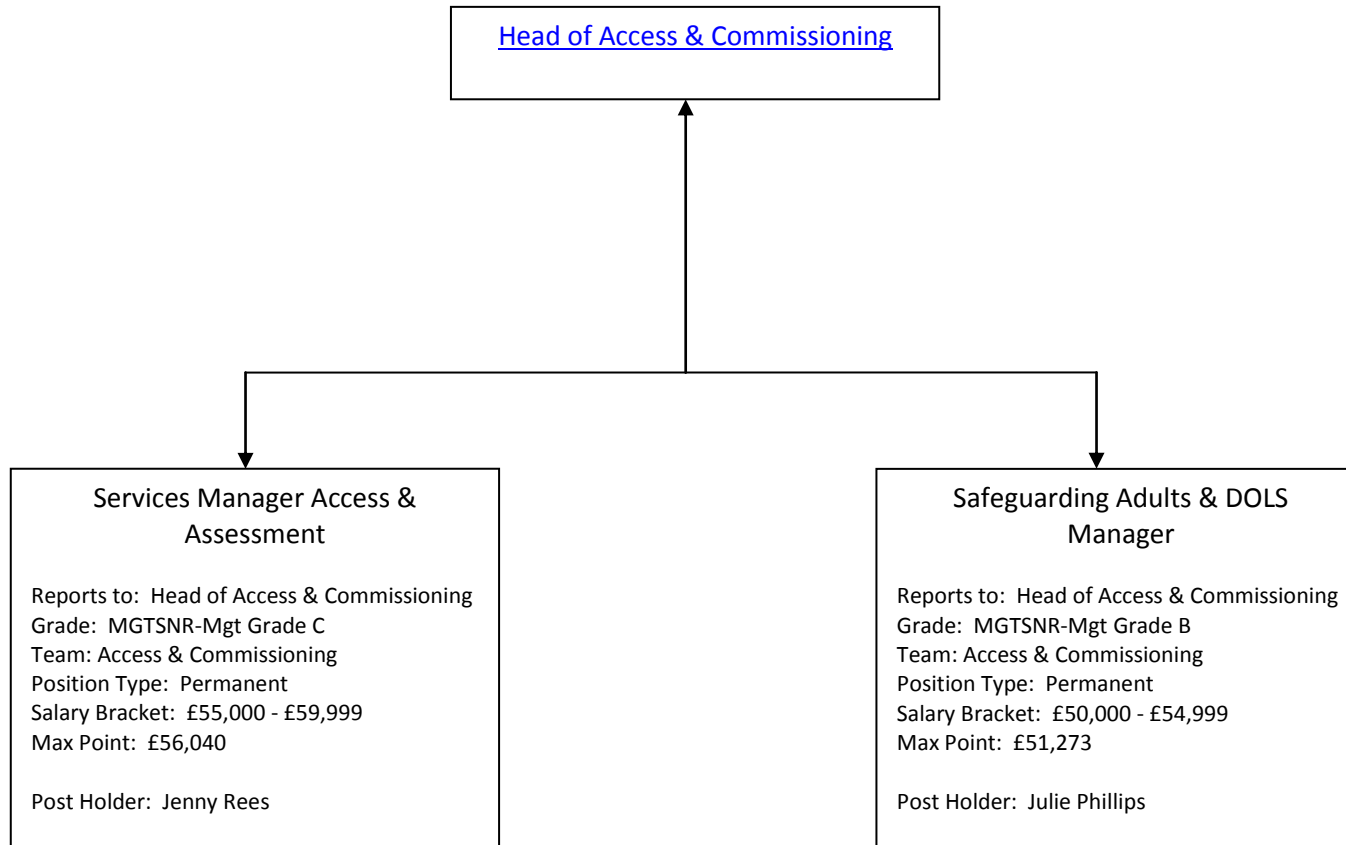 Head of Access & Commissioning
Services Manager Access &
Assessment
Reports to: Head of Access & Commissioning
Grade: MGTSNR-Mgt Grade C
Team: Access & Commissioning
Position Type: Permanent
Salary Bracket: £55,000 - £59,999
Max Point: £56,040
Post Holder: Jenny Rees
Safeguarding Adults & DOLS
Manager
Reports to: Head of Access & Commissioning
Grade: MGTSNR-Mgt Grade B
Team: Access & Commissioning
Position Type: Permanent
Salary Bracket: £50,000 - £54,999
Max Point: £51,273
Post Holder: Julie Phillips